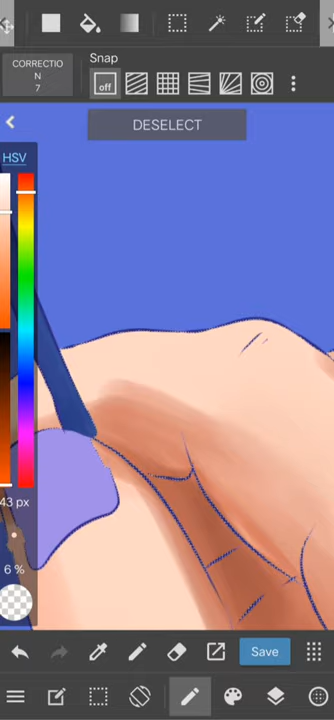 Snap
CORRECTIO
N
7
off
DESELECT
HSV
43 px
6 %
Save